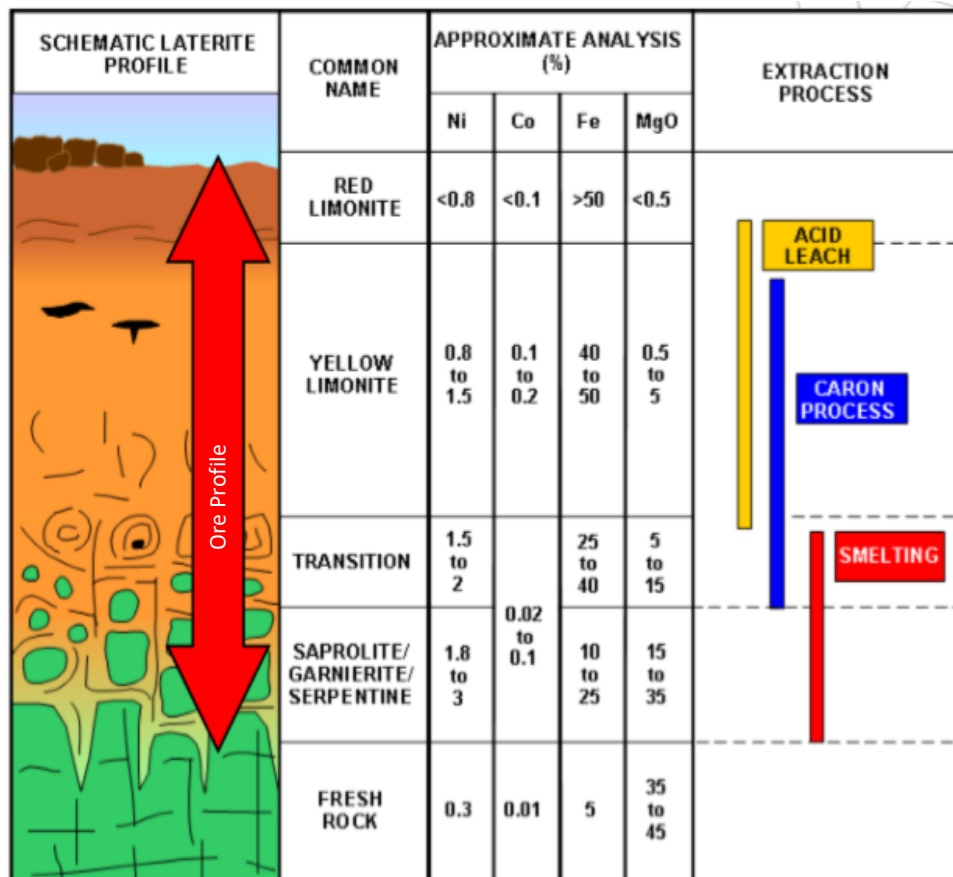 SCHEMATIC LATERITE
PROFILE
COMMON
NAME
APPROXIMATE ANALYSIS
(%)
EXTRACTION
PROCESS
Ni
Co
Fe
MgO
RED
LIMONITE
<0.8
<0.1
>50
<0.5
ACID
LEACH
YELLOW
LIMONITE
0.8
to
1.5
0.1
to
0.2
40
to
50
0.5
to
5
CARON
PROCESS
Ore Profile
TRANSITION
1.5
to
2
25
to
40
5
to
15
SMELTING
0.02
to
0.1
SAPROLITE/
GARNIERITE/
SERPENTINE
1.8
to
3
10
to
25
15
to
35
FRESH
ROCK
0.3
0.01
5
35
to
45